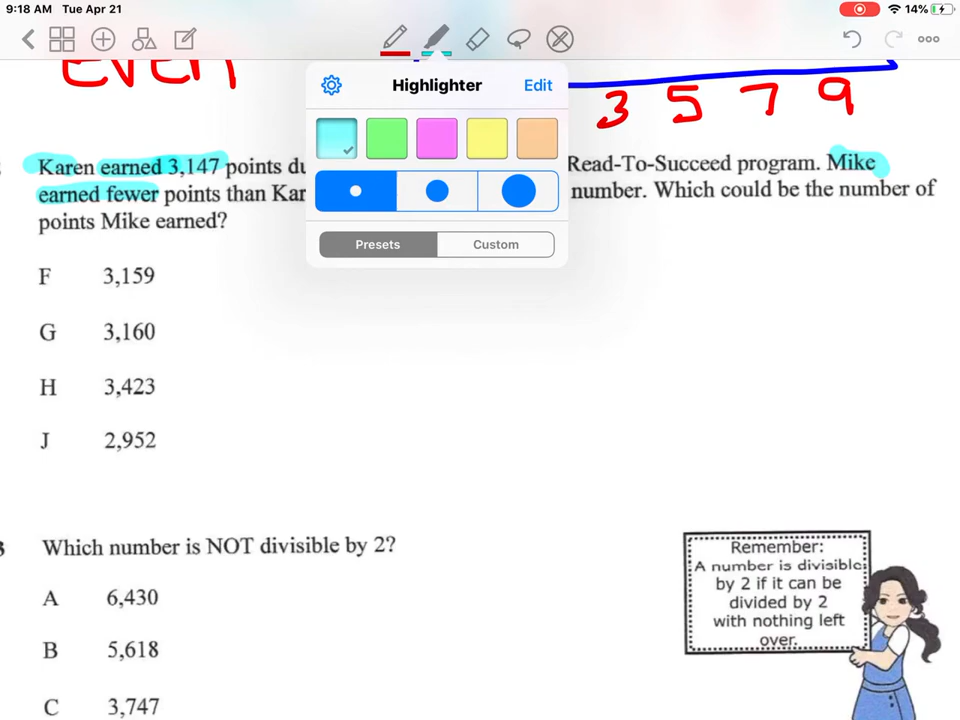 9:18 AM Tue Apr 21
14%
even
3 5 7 9
Highlighter
Edit
Presets
Custom
Karen earned 3,147 points Read-To-Succeed program. Mike
earned fewer points than number. Which could be the number of
points Mike earned?
F 3,159
G 3,160
H 3,423
J 2,952
3 Which number is NOT divisible by 2?
A 6,430
B 5,618
C 3,747
Remember:
A number is divisible
by 2 if it can be
divided by 2
with nothing left
over.